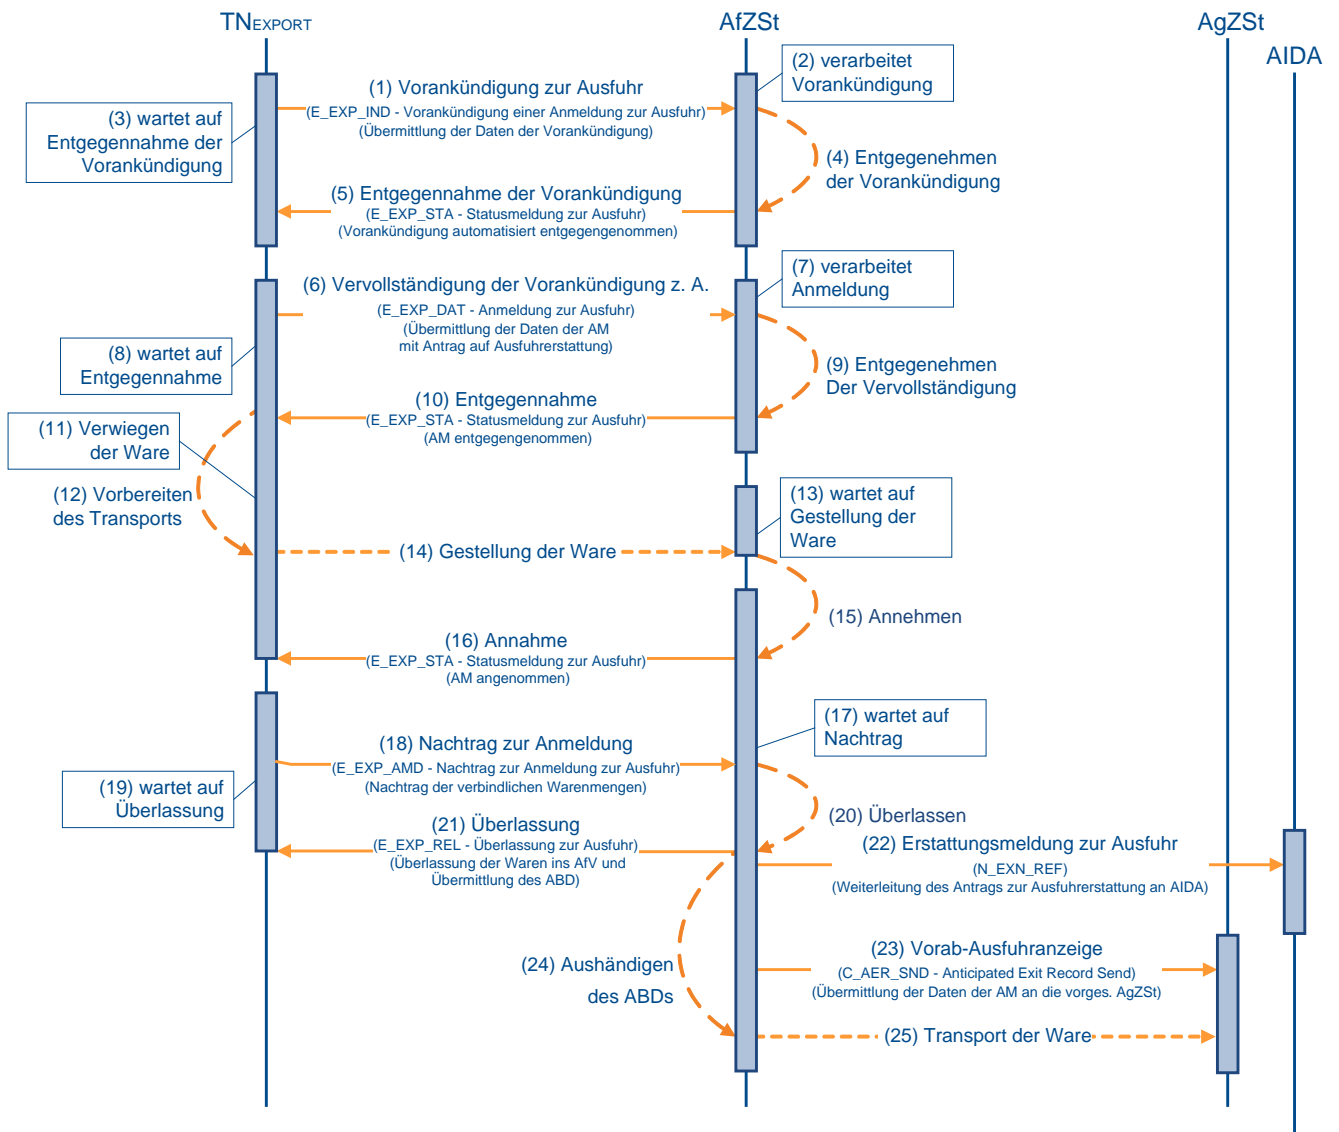 TNEXPORT
AfZSt
AgZSt
AIDA
(1) Vorankündigung zur Ausfuhr
(E_EXP_IND - Vorankündigung einer Anmeldung zur Ausfuhr)
(Übermittlung der Daten der Vorankündigung)
(2) verarbeitet
Vorankündigung
(3) wartet auf
Entgegennahme der
Vorankündigung
(4) Entgegenehmen
der Vorankündigung
(5) Entgegennahme der Vorankündigung
(E_EXP_STA - Statusmeldung zur Ausfuhr)
(Vorankündigung automatisiert entgegengenommen)
(6) Vervollständigung der Vorankündigung z. A.
(E_EXP_DAT - Anmeldung zur Ausfuhr)
(Übermittlung der Daten der AM
mit Antrag auf Ausfuhrerstattung)
(7) verarbeitet
Anmeldung
(8) wartet auf
Entgegennahme
(9) Entgegenehmen
Der Vervollständigung
(10) Entgegennahme
(E_EXP_STA - Statusmeldung zur Ausfuhr)
(AM entgegengenommen)
(11) Verwiegen
der Ware
(12) Vorbereiten
des Transports
(13) wartet auf
Gestellung der
Ware
(14) Gestellung der Ware
(15) Annehmen
(16) Annahme
(E_EXP_STA - Statusmeldung zur Ausfuhr)
(AM angenommen)
(17) wartet auf
Nachtrag
(18) Nachtrag zur Anmeldung
(E_EXP_AMD - Nachtrag zur Anmeldung zur Ausfuhr)
(Nachtrag der verbindlichen Warenmengen)
(19) wartet auf
Überlassung
(20) Überlassen
(21) Überlassung
(E_EXP_REL - Überlassung zur Ausfuhr)
(Überlassung der Waren ins AfV und
Übermittlung des ABD)
(22) Erstattungsmeldung zur Ausfuhr
(N_EXN_REF)
(Weiterleitung des Antrags zur Ausfuhrerstattung an AIDA)
(23) Vorab-Ausfuhranzeige
(C_AER_SND - Anticipated Exit Record Send)
(Übermittlung der Daten der AM an die vorges. AgZSt)
(24) Aushändigen
des ABDs
(25) Transport der Ware